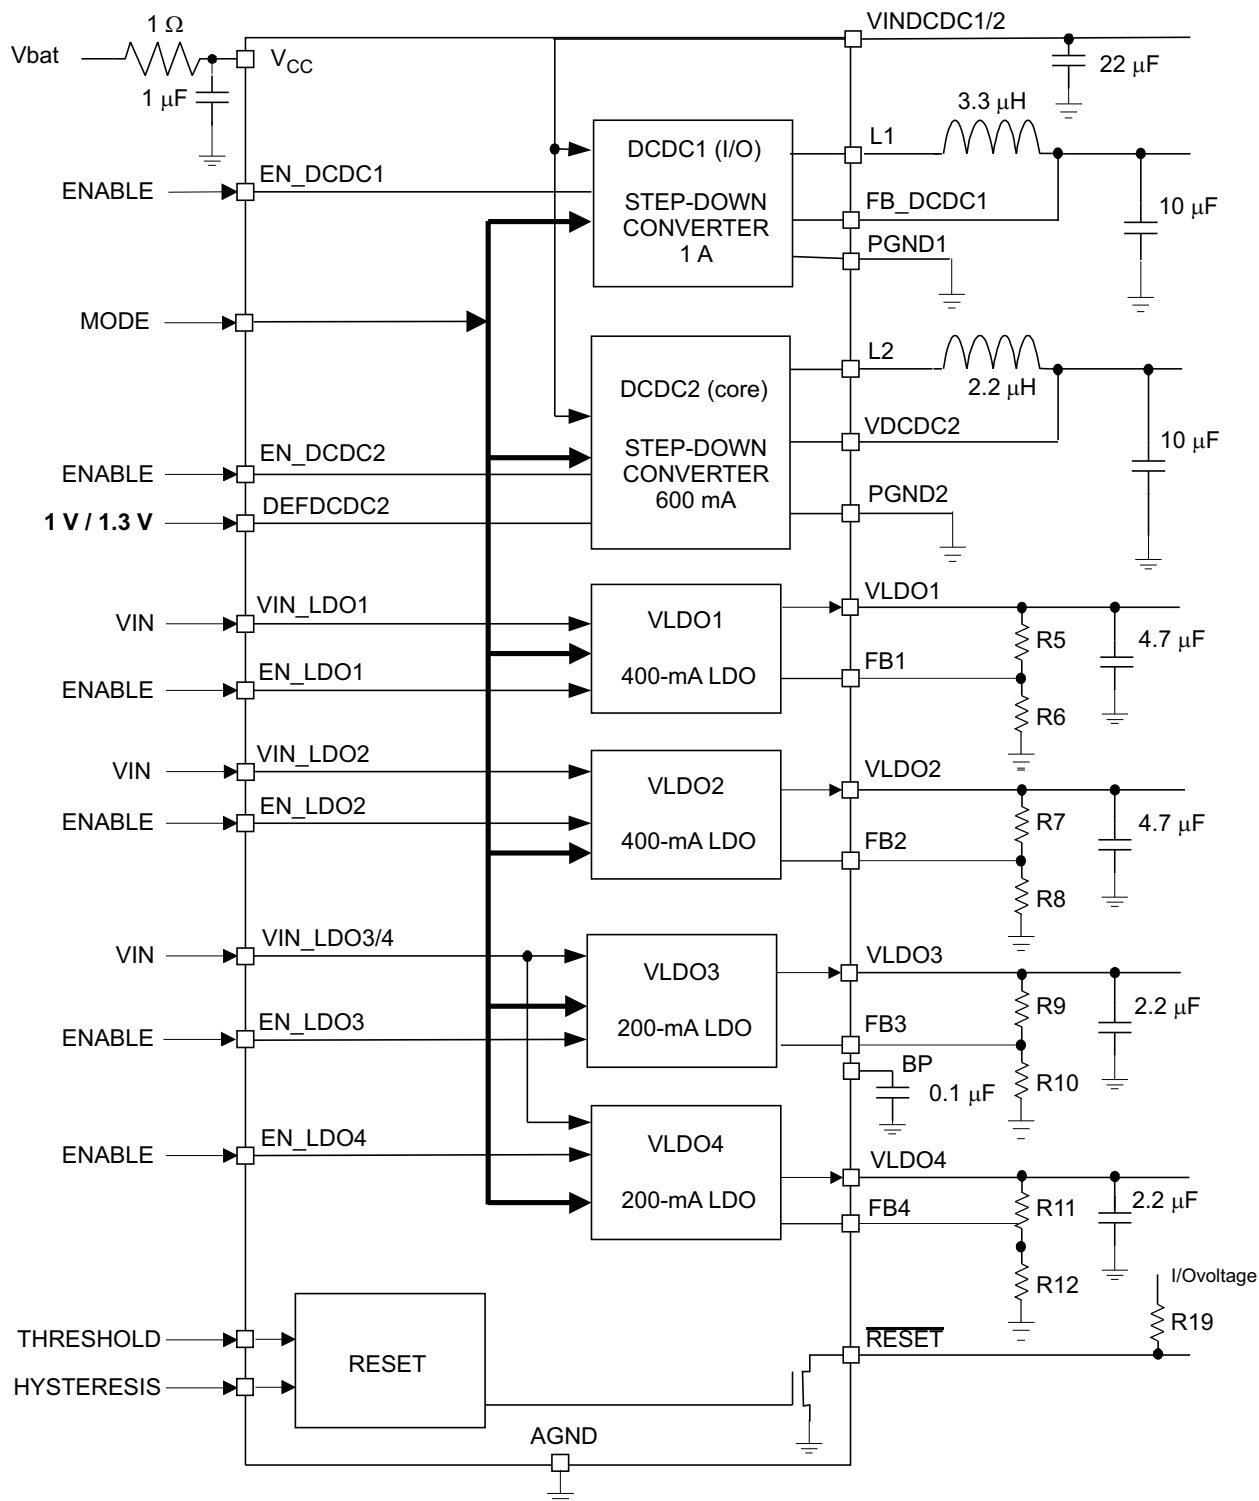 VINDCDC1/2
1 Ω
Vbat
VCC
1 μF
22 μF
3.3 μH
L1
DCDC1 (I/O)
STEP-DOWN
CONVERTER
1 A
ENABLE
EN_DCDC1
FB_DCDC1
10 μF
PGND1
MODE
L2
2.2 μH
DCDC2 (core)
STEP-DOWN
CONVERTER
600 mA
VDCDC2
10 μF
ENABLE
EN_DCDC2
PGND2
1 V / 1.3 V
DEFDCDC2
VIN
VIN_LDO1
VLDO1
400-mA LDO
VLDO1
R5
4.7 μF
ENABLE
EN_LDO1
FB1
R6
VIN
VIN_LDO2
VLDO2
400-mA LDO
VLDO2
R7
4.7 μF
ENABLE
EN_LDO2
FB2
R8
VIN
VIN_LDO3/4
VLDO3
200-mA LDO
VLDO3
R9
2.2 μF
ENABLE
EN_LDO3
FB3
BP
0.1 μF
R10
ENABLE
EN_LDO4
VLDO4
200-mA LDO
VLDO4
R11
2.2 μF
FB4
R12
I/Ovoltage
R19
THRESHOLD
HYSTERESIS
RESET
RESET
AGND